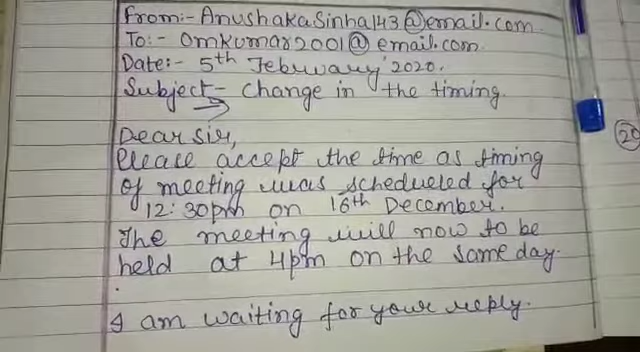 From:- AnushakaSinha143@email.com
To:- Omkumar2001@email.com
Date:- 5th February 2020.
Subject- Change in the timing.
Dear sir,
Please accept the time as timing
of meeting was schedueled for
12:30pm on 16th December.
The meeting will now to be
held at 4pm on the same day.
I am waiting for your reply.
20